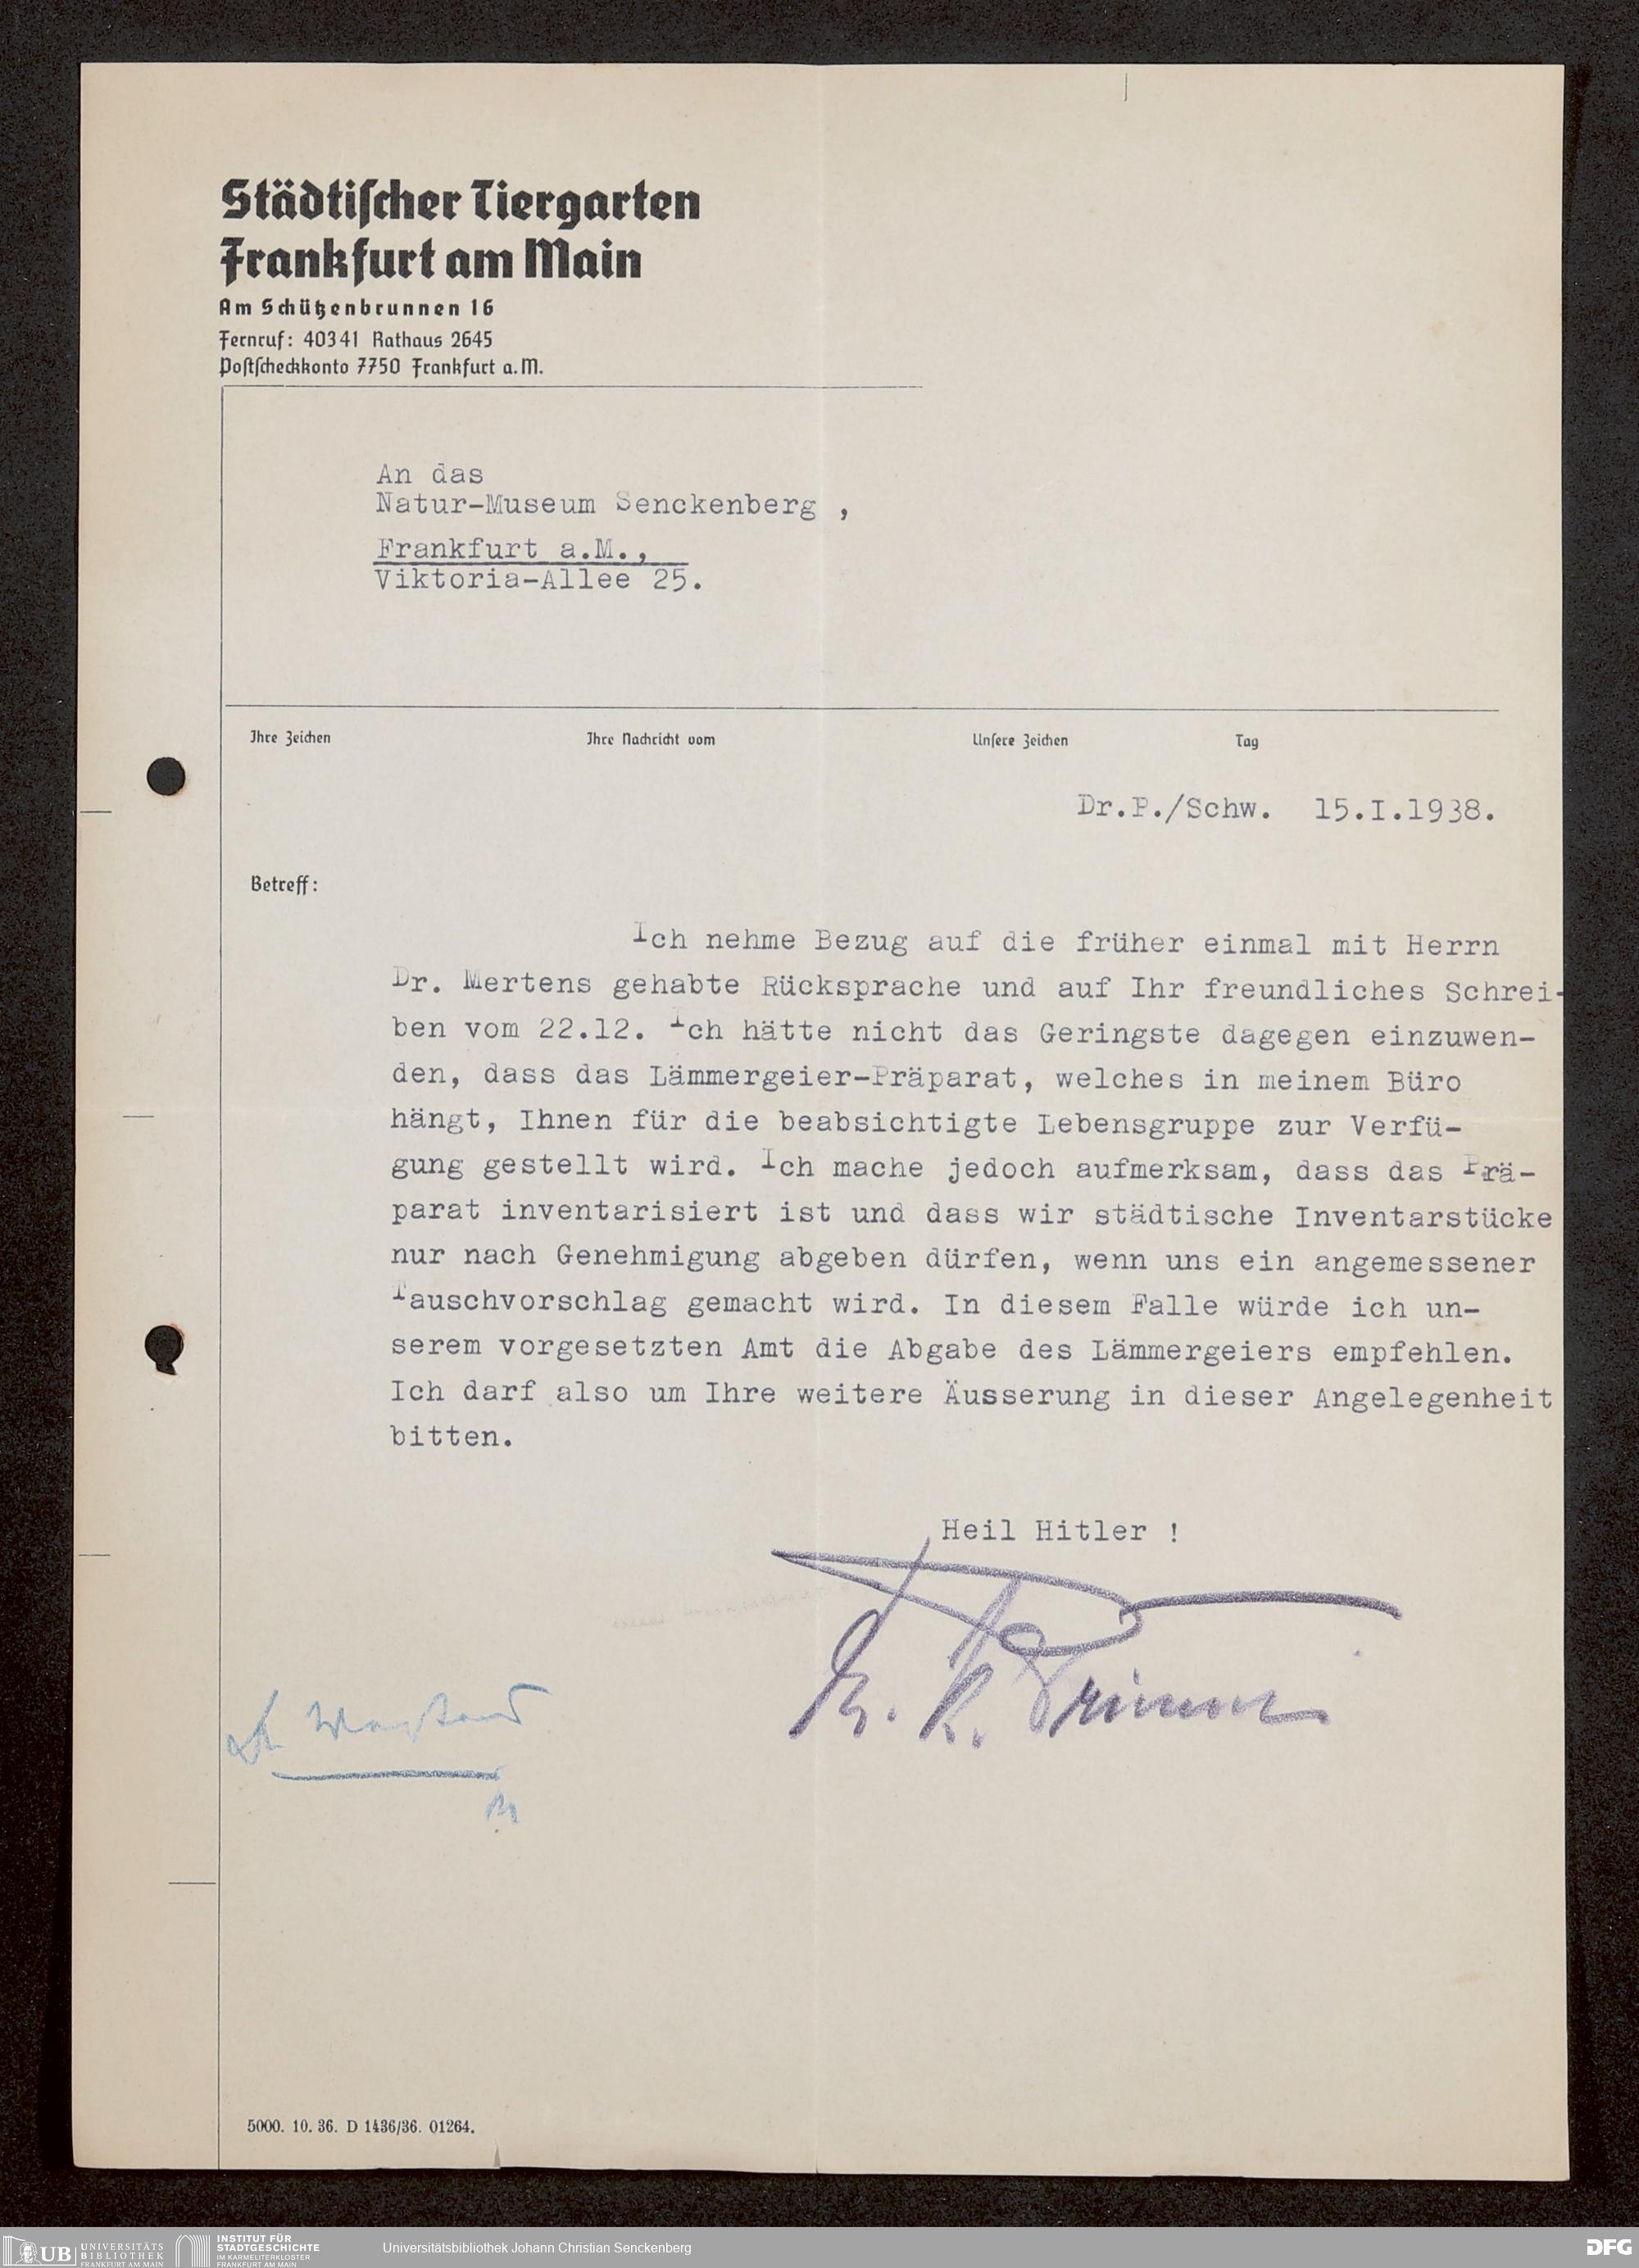 Städtischer Tiergarten
Frankfurt am Main
Am Schützenbrunnen 16
Fernruf: 40341 Rathaus 2645
Postscheckkonto 7750 Frankfurt a.M.
An das
Natur-Museum Senckenberg ,
Frankfurt a.M.,
Viktoria-Allee 25.
Ihre Zeichen Ihre Nachricht vom Unsere Zeichen Tag
Dr.P./Schw. 15.I.1938.
Betreff:
Ich nehme Bezug auf die früher einmal mit Herrn
Dr. Mertens gehabte Rücksprache und auf Ihr freundliches Schrei-
ben vom 22.12. Ich hätte nicht das Geringste dagegen einzuwen-
den, dass das Lämmergeier-Präparat, welches in meinem Büro
hängt, Ihnen für die beabsichtigte Lebensgruppe zur Verfü-
gung gestellt wird. Ich mache jedoch aufmerksam, dass das Prä-
parat inventarisiert ist und dass wir städtische Inventarstücke
nur nach Genehmigung abgeben dürfen, wenn uns ein angemessener
Tauschvorschlag gemacht wird. In diesem Falle würde ich un-
serem vorgesetzten Amt die Abgabe des Lämmergeiers empfehlen.
Ich darf also um Ihre weitere Äusserung in dieser Angelegenheit
bitten.
Heil Hitler !
5000. 10. 36. D 1436/36. 01264.
UB UNIVERSITÄTS
BIBLIOTHEK
FRANKFURT AM MAIN
INSTITUT FÜR
STADTGESCHICHTE
IM KARMELITERKLOSTER
FRANKFURT AM MAIN
Universitätsbibliothek Johann Christian Senckenberg
DFG